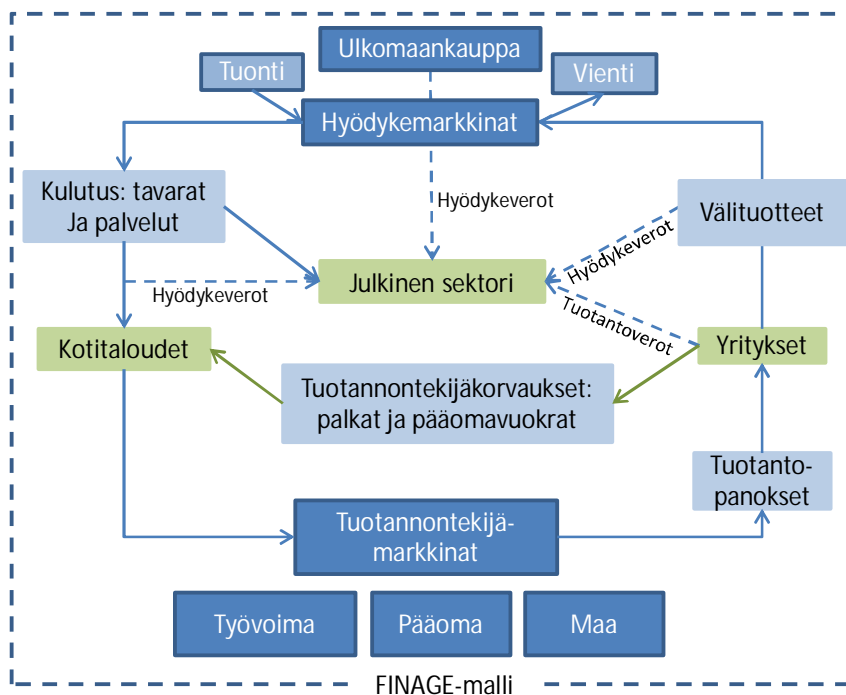 Ulkomaankauppa
Tuonti
Vienti
Hyödykemarkkinat
Kulutus: tavarat
Ja palvelut
Hyödykeverot
Välituotteet
Hyödykeverot
Julkinen sektori
Hyödykeverot
Tuotantoverot
Kotitaloudet
Yritykset
Tuotannontekijäkorvaukset:
palkat ja pääomavuokrat
Tuotanto-
panokset
Tuotannontekijä-
markkinat
Työvoima
Pääoma
Maa
FINAGE-malli